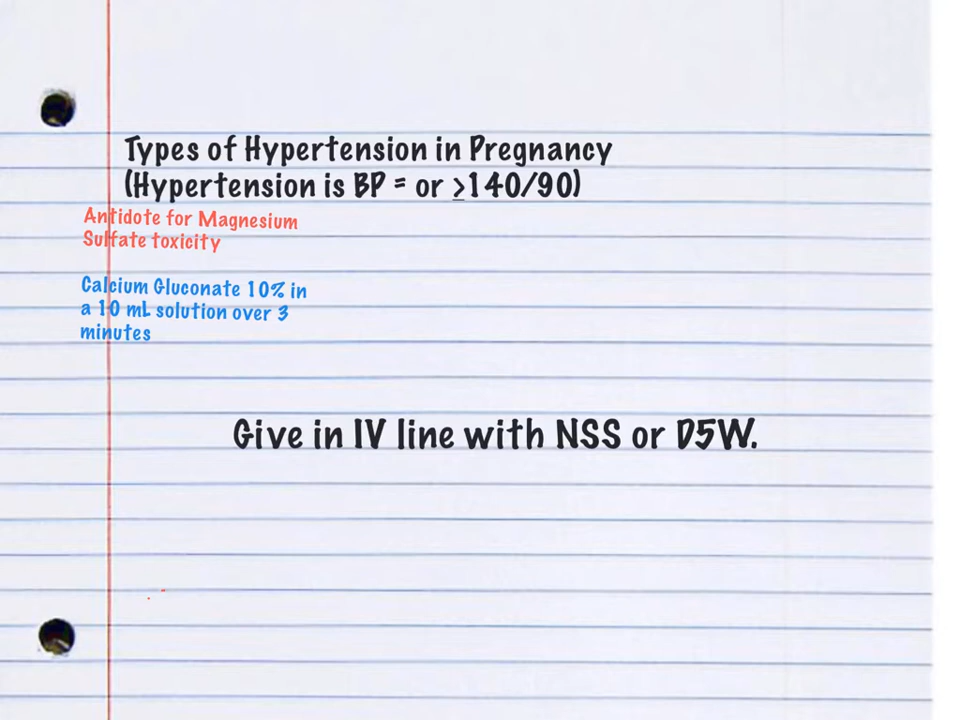 Types of Hypertension in Pregnancy
(Hypertension is BP = or >140/90)
Antidote for Magnesium
Sulfate toxicity
Calcium Gluconate 10% in
a 10 mL solution over 3
minutes
Give in IV line with NSS or D5W.